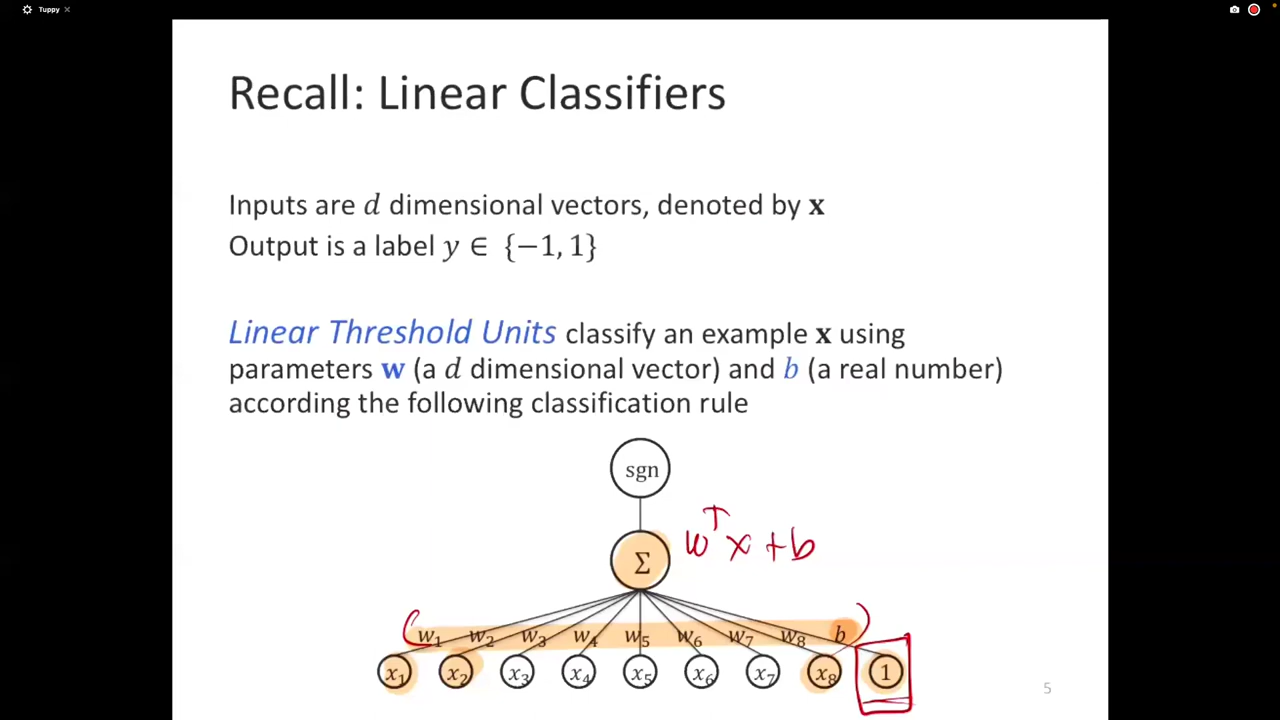 Tuppy ×
Recall: Linear Classifiers
Inputs are d dimensional vectors, denoted by x
Output is a label y ∈ {−1, 1}
Linear Threshold Units classify an example x using
parameters w (a d dimensional vector) and b (a real number)
according the following classification rule
sgn
Σ wᵀx + b
w₁ w₂ w₃ w₄ w₅ w₆ w₇ w₈ b
x₁ x₂ x₃ x₄ x₅ x₆ x₇ x₈ 1
5